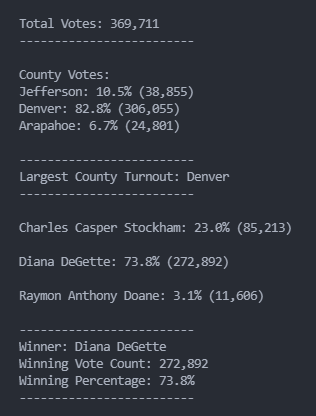 Total Votes: 369,711
-------------------------
County Votes:
Jefferson: 10.5% (38,855)
Denver: 82.8% (306,055)
Arapahoe: 6.7% (24,801)
-------------------------
Largest County Turnout: Denver
-------------------------
Charles Casper Stockham: 23.0% (85,213)
Diana DeGette: 73.8% (272,892)
Raymon Anthony Doane: 3.1% (11,606)
-------------------------
Winner: Diana DeGette
Winning Vote Count: 272,892
Winning Percentage: 73.8%
-------------------------